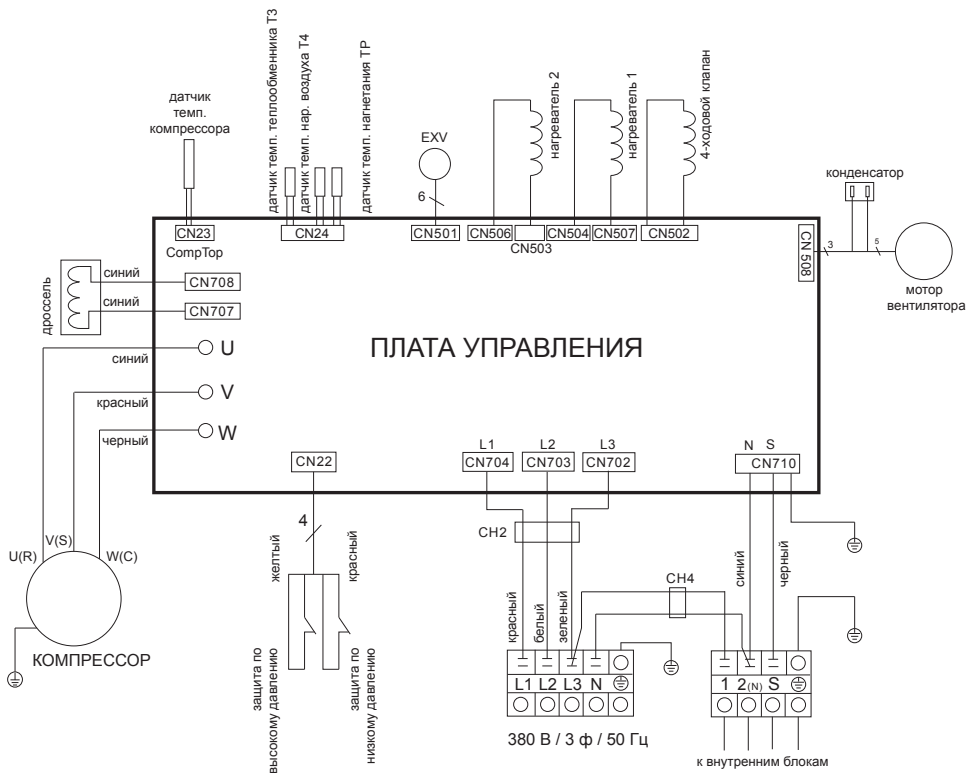 датчик
темп.
компрессора
датчик темп. теплообменника T3
датчик темп. нар. воздуха T4
датчик темп. нагнетания TP
EXV
6
нагреватель 2
нагреватель 1
4-ходовой клапан
конденсатор
CN23
CompTop
CN24
CN501
CN506
CN503
CN504
CN507
CN502
CN 508
3
5
мотор
вентилятора
дроссель
синий
CN708
синий
CN707
синий
U
красный
V
черный
W
ПЛАТА УПРАВЛЕНИЯ
CN22
L1
CN704
L2
CN703
L3
CN702
N S
CN710
4
желтый
красный
CH2
U(R)
V(S)
W(C)
КОМПРЕССОР
защита по
высокому давлению
защита по
низкому давлению
красный
белый
зеленый
CH4
синий
черный
L1 L2 L3 N
380 В / 3 ф / 50 Гц
1 2(N) S
к внутренним блокам